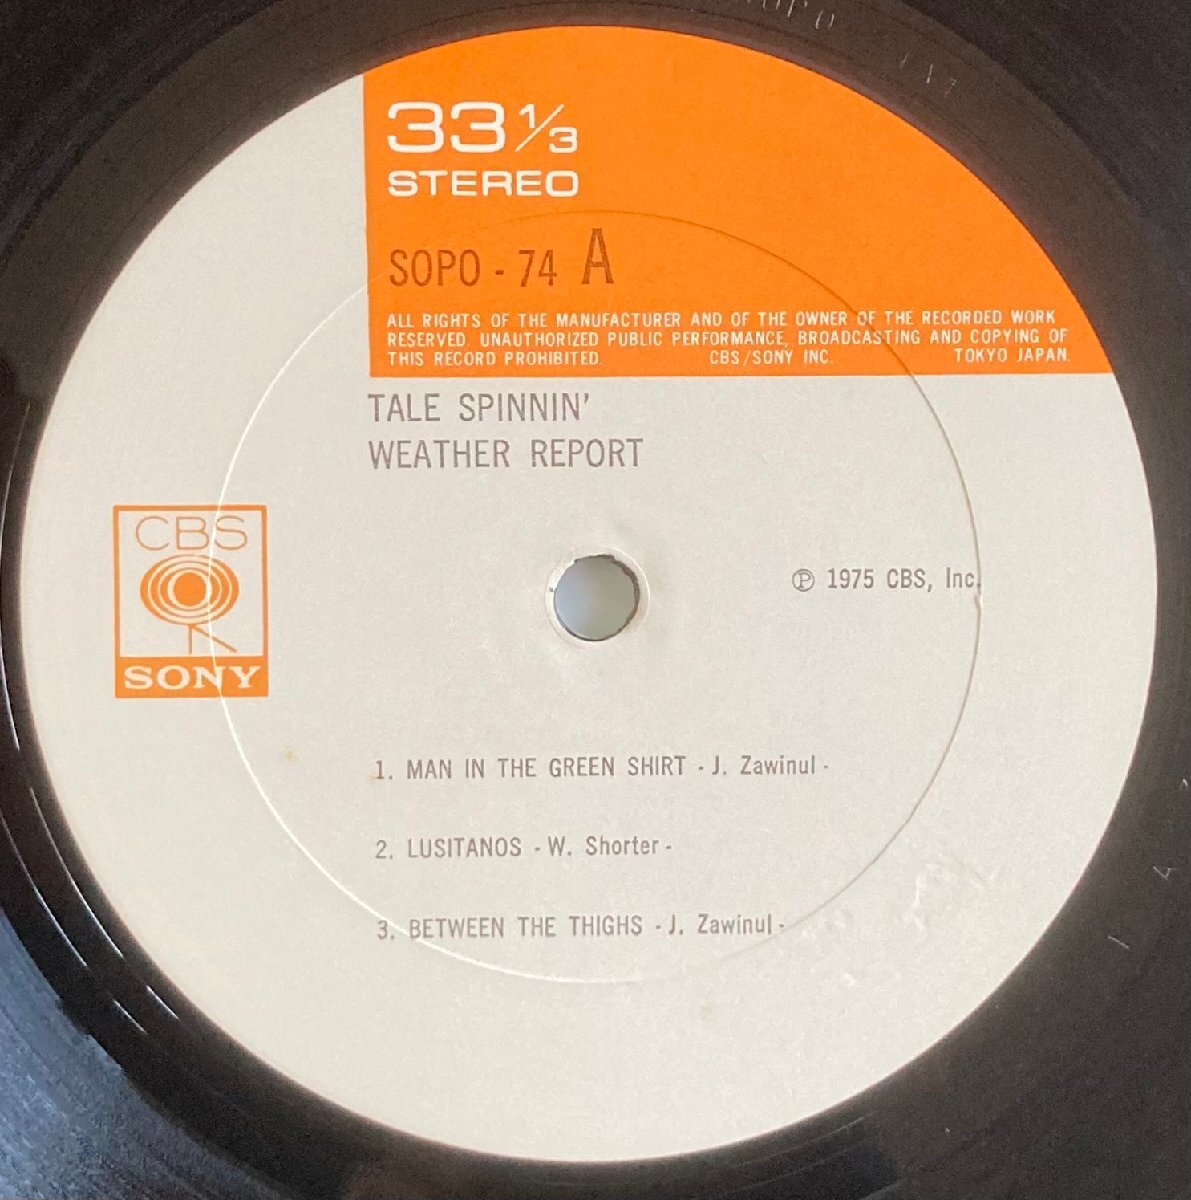 33 1/3
STEREO
SOPO - 74 A
ALL RIGHTS OF THE MANUFACTURER AND OF THE OWNER OF THE RECORDED WORK
RESERVED. UNAUTHORIZED PUBLIC PERFORMANCE, BROADCASTING AND COPYING OF
THIS RECORD PROHIBITED. CBS/SONY INC. TOKYO JAPAN.
TALE SPINNIN'
WEATHER REPORT
CBS
SONY
℗ 1975 CBS, Inc.
1. MAN IN THE GREEN SHIRT - J. Zawinul -
2. LUSITANOS - W. Shorter -
3. BETWEEN THE THIGHS - J. Zawinul -